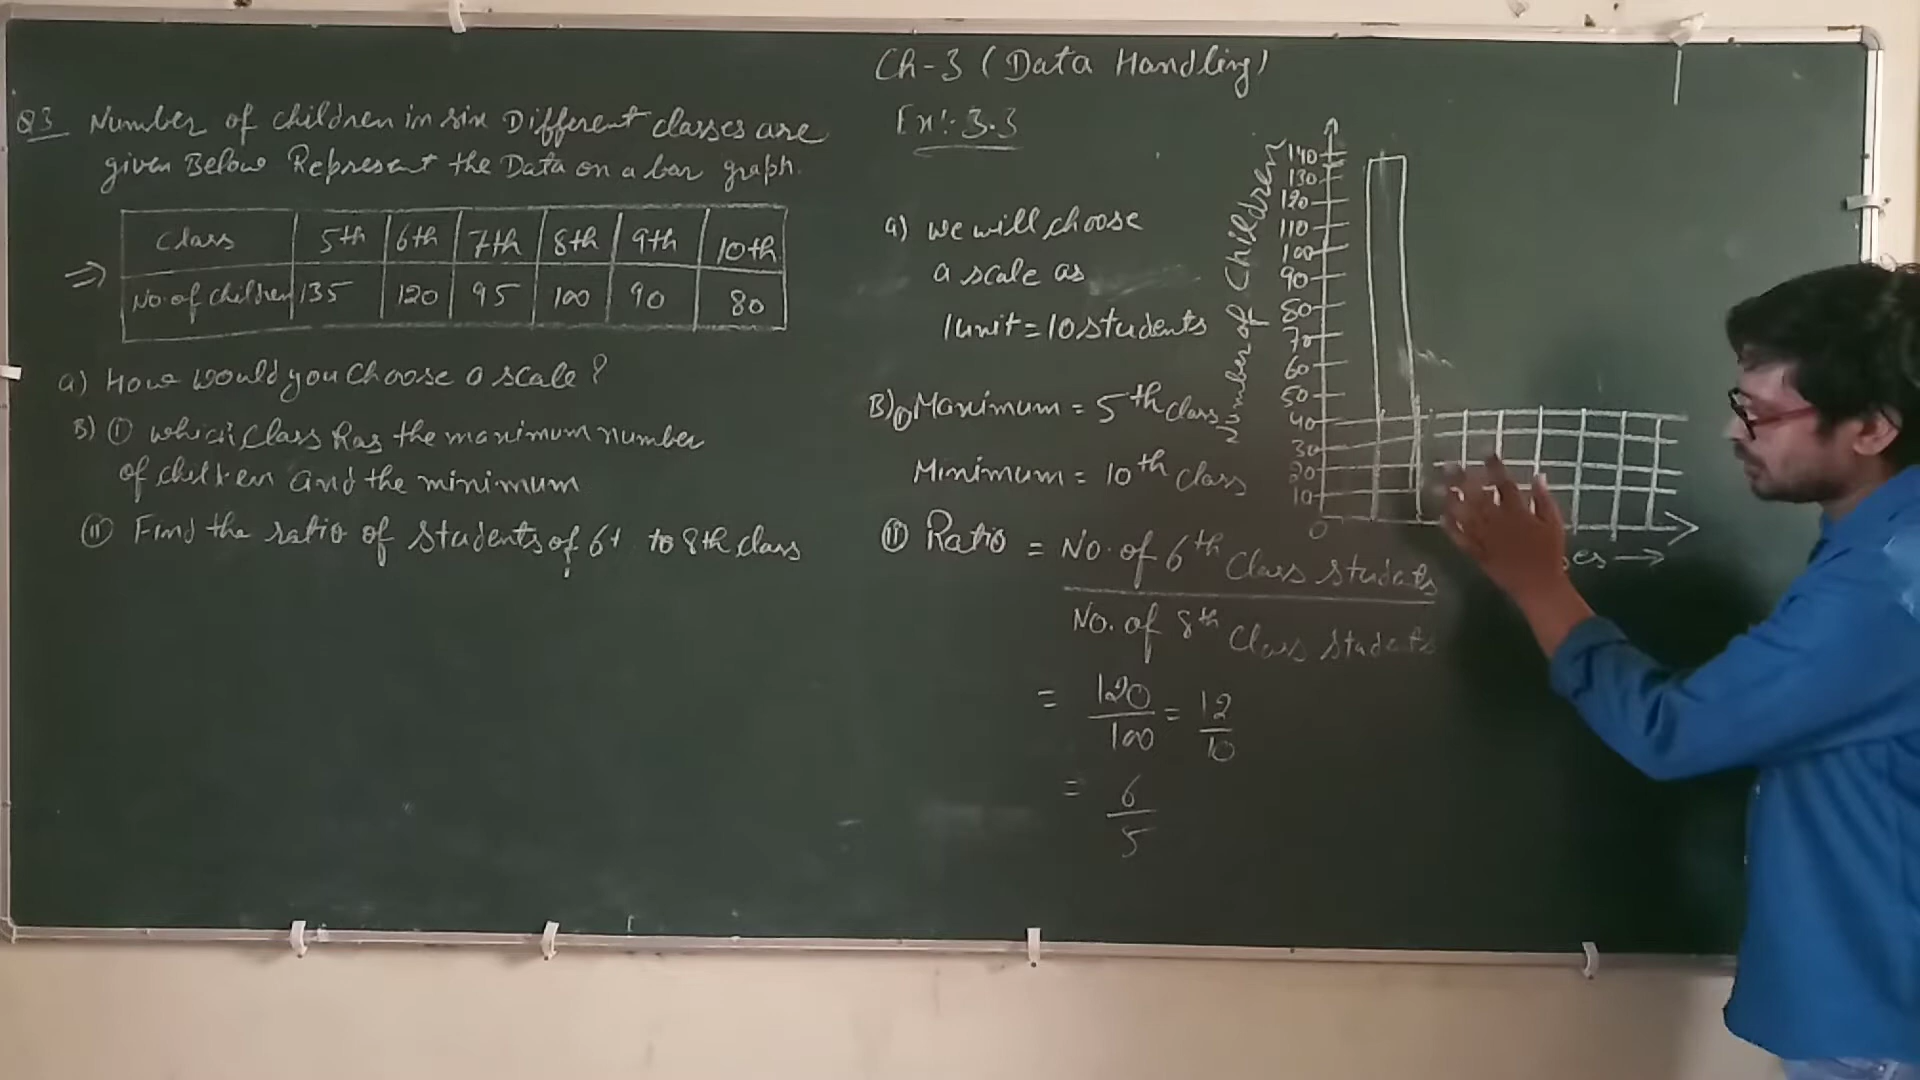 Ch-3 (Data Handling)
Q3 Number of children in six Different classes are
given Below Represent the Data on a bar graph.
Class 5th 6th 7th 8th 9th 10th
⇒ No. of children 135 120 95 100 90 80
a) How would you choose a scale?
B) (i) which class has the maximum number
of children and the minimum
(ii) Find the ratio of students of 6t to 8th class
Ex:- 3.3
a) we will choose
a scale as
1 unit = 10 students
B) (i) Maximum = 5th class
Minimum = 10th class
(ii) Ratio = No. of 6th Class students
No. of 8th Class students
= 120/100 = 12/10
= 6/5
Number of Children
140
130
120
110
100
90
80
70
60
50
40
30
20
10
0
ses →